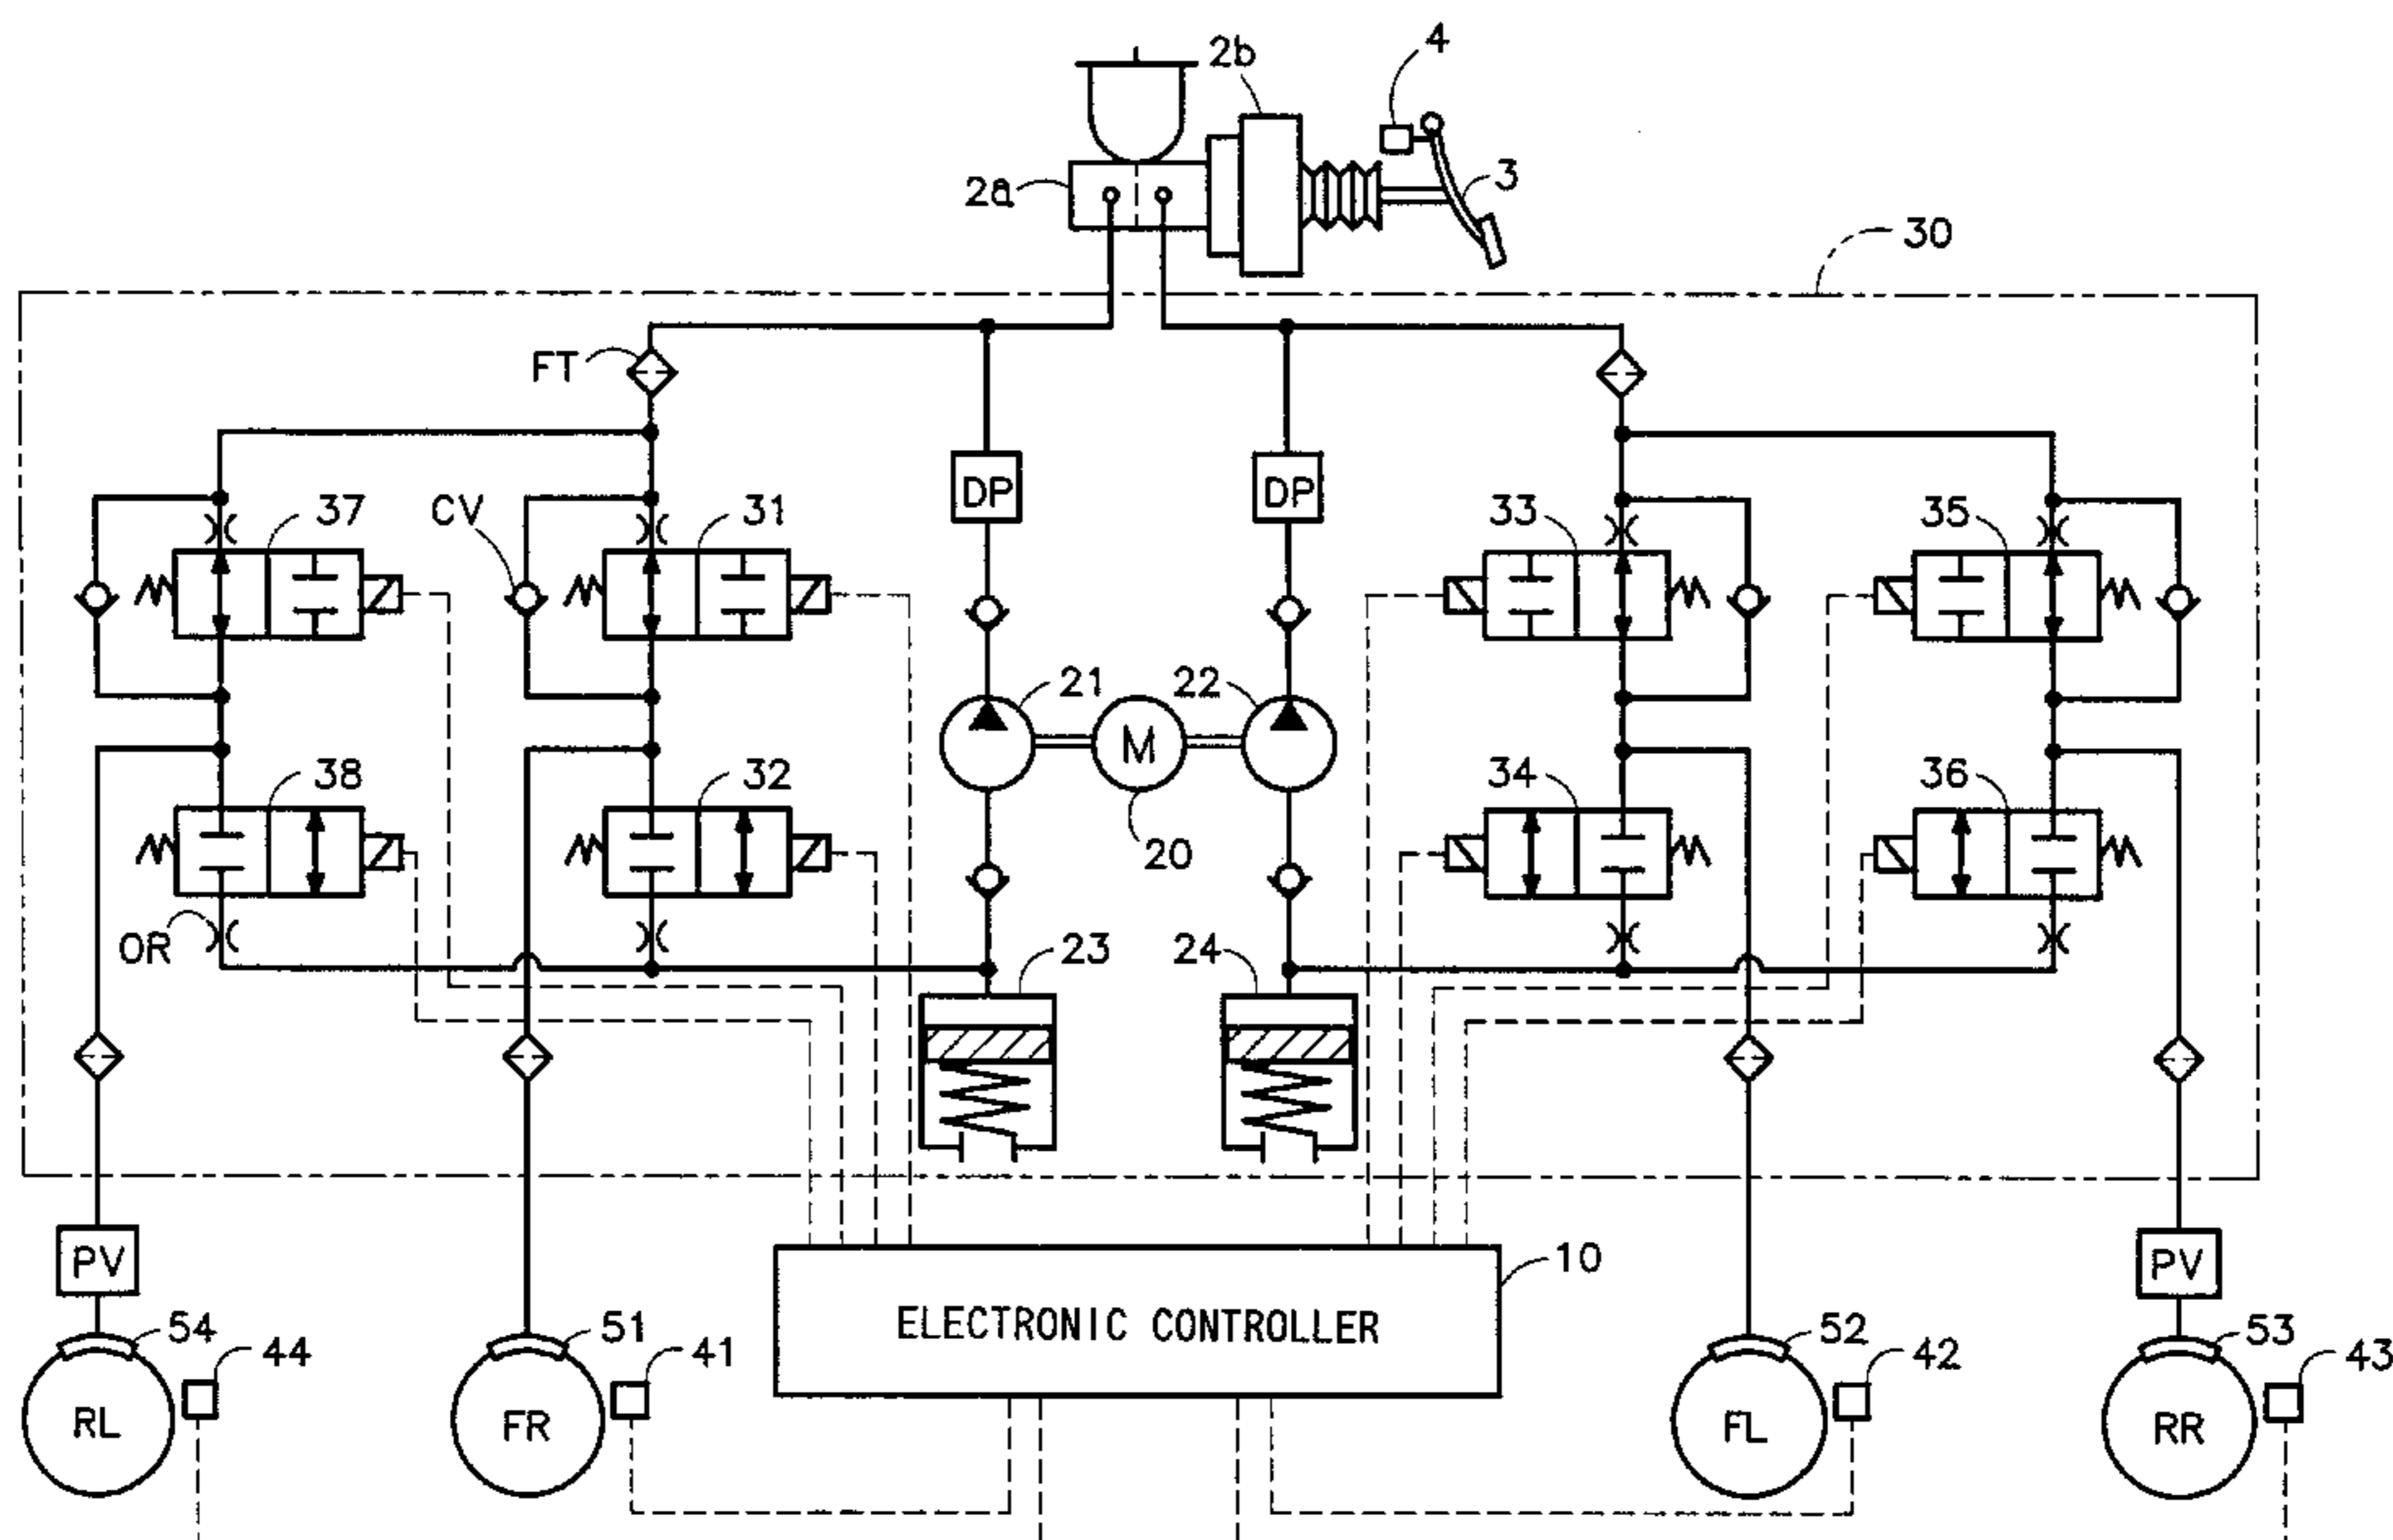 4
2b
2a
3
30
FT
DP
DP
37
CV
31
33
35
21
22
M
38
32
34
36
20
OR
23
24
10
PV
PV
ELECTRONIC CONTROLLER
54
44
51
41
52
42
53
43
RL
FR
FL
RR